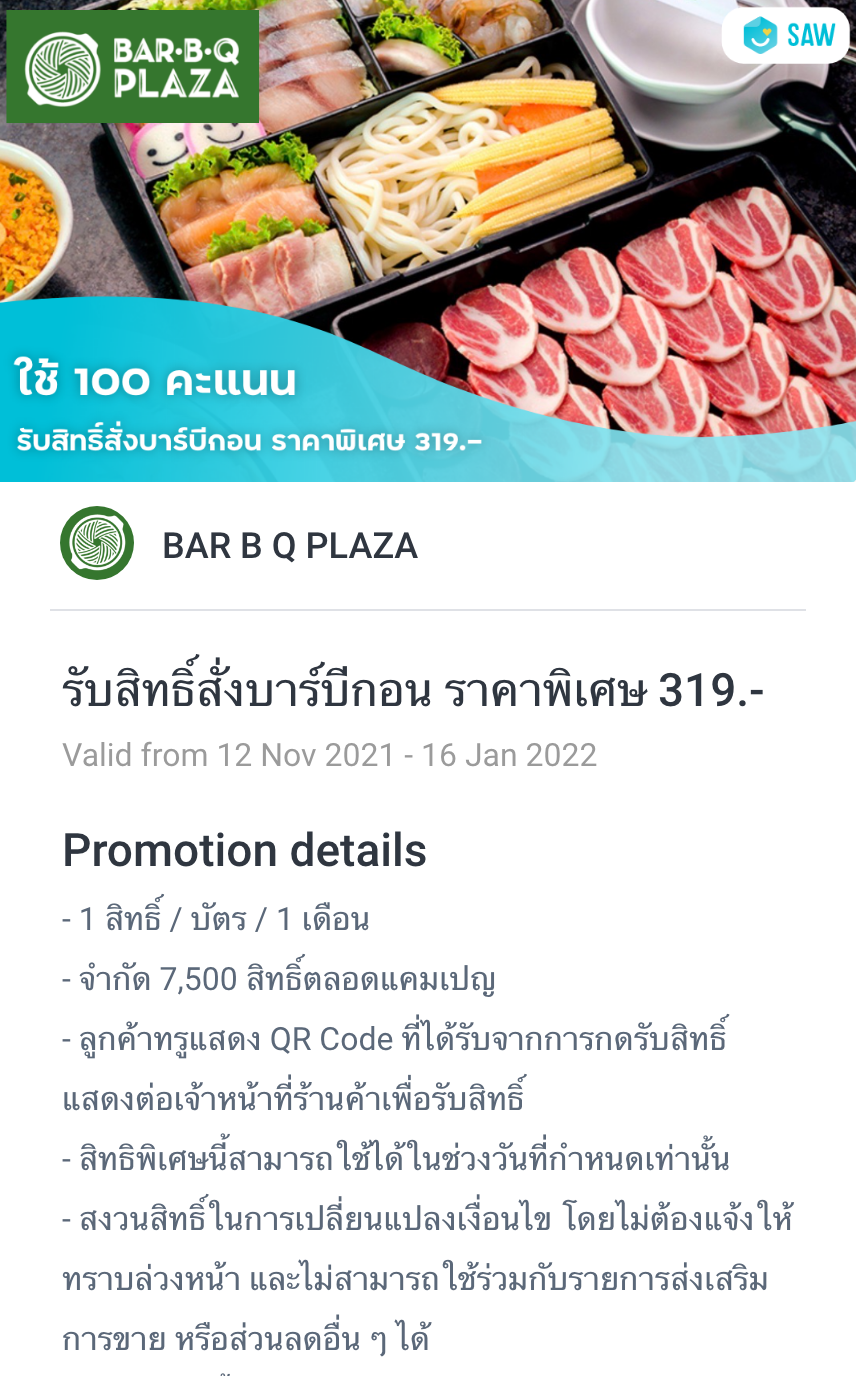 BAR·B·Q
PLAZA
SAW
ใช้ 100 คะแนน
รับสิทธิ์สั่งบาร์บีกอน ราคาพิเศษ 319.-
BAR B Q PLAZA
รับสิทธิ์สั่งบาร์บีกอน ราคาพิเศษ 319.-
Valid from 12 Nov 2021 - 16 Jan 2022
Promotion details
- 1 สิทธิ์ / บัตร / 1 เดือน
- จำกัด 7,500 สิทธิ์ตลอดแคมเปญ
- ลูกค้าทรูแสดง QR Code ที่ได้รับจากการกดรับสิทธิ์
แสดงต่อเจ้าหน้าที่ร้านค้าเพื่อรับสิทธิ์
- สิทธิพิเศษนี้สามารถใช้ได้ในช่วงวันที่กำหนดเท่านั้น
- สงวนสิทธิ์ในการเปลี่ยนแปลงเงื่อนไข โดยไม่ต้องแจ้งให้
ทราบล่วงหน้า และไม่สามารถใช้ร่วมกับรายการส่งเสริม
การขาย หรือส่วนลดอื่น ๆ ได้